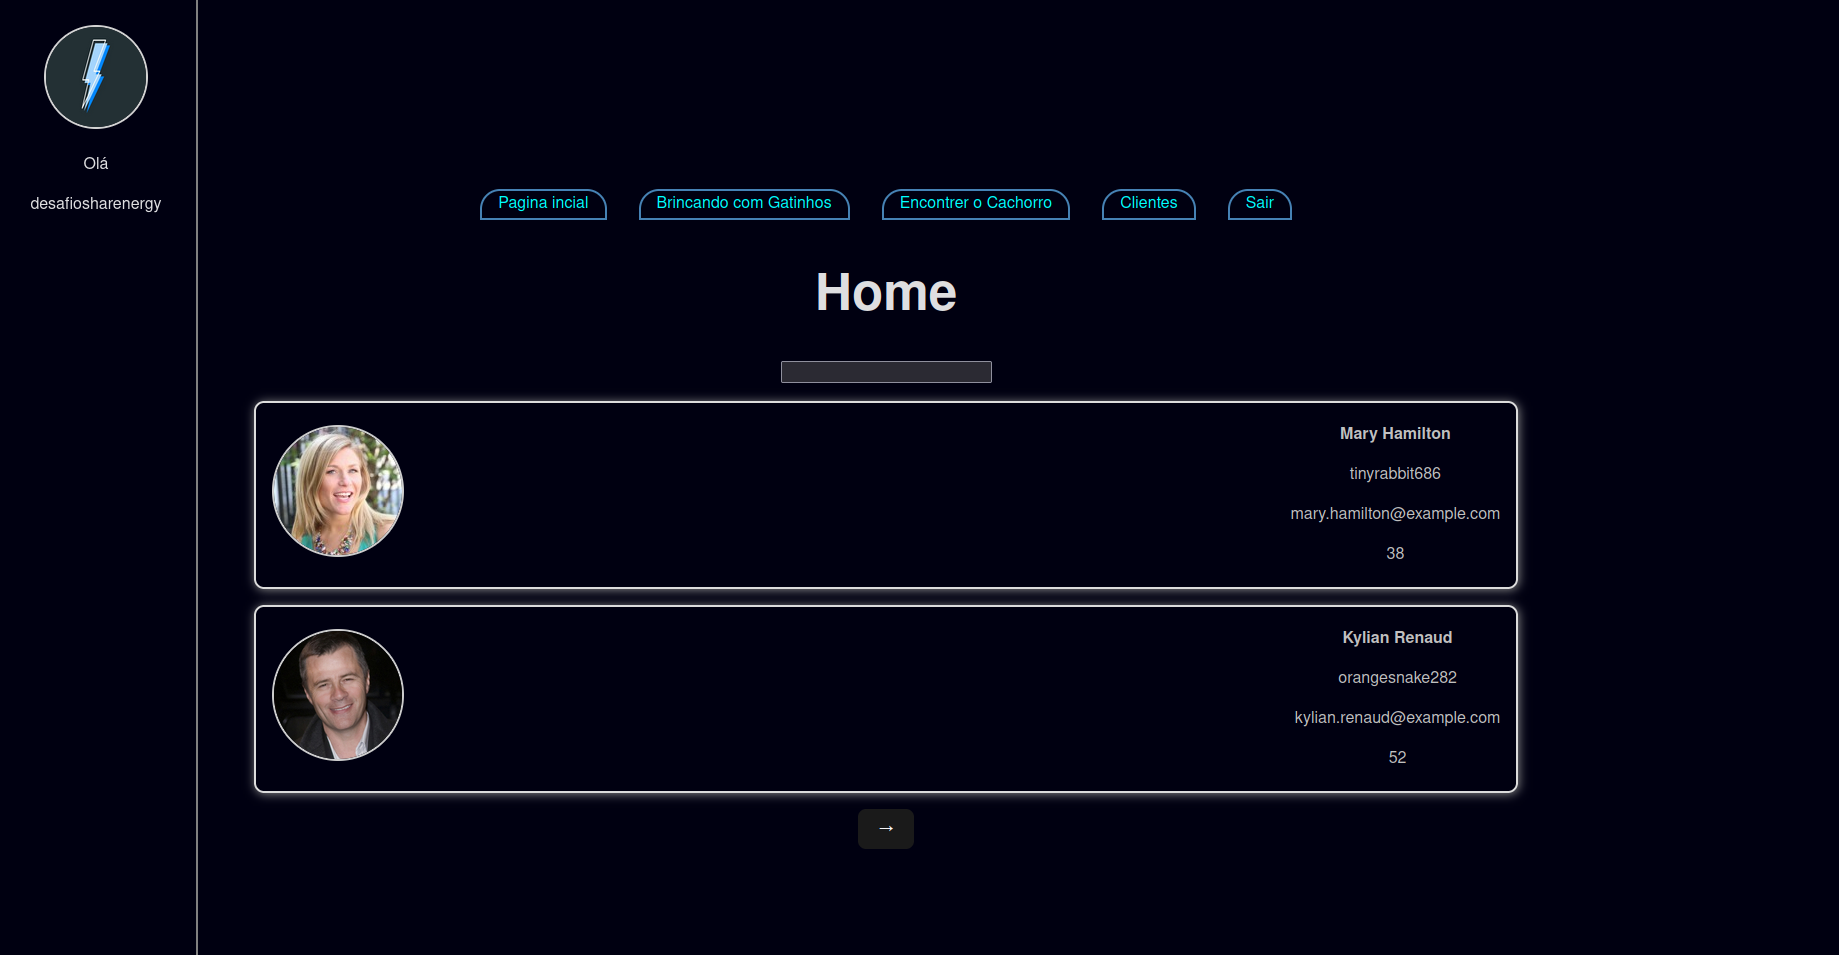 Olá
desafiosharenergy
Pagina incial
Brincando com Gatinhos
Encontrer o Cachorro
Clientes
Sair
Home
Mary Hamilton
tinyrabbit686
mary.hamilton@example.com
38
Kylian Renaud
orangesnake282
kylian.renaud@example.com
52
→